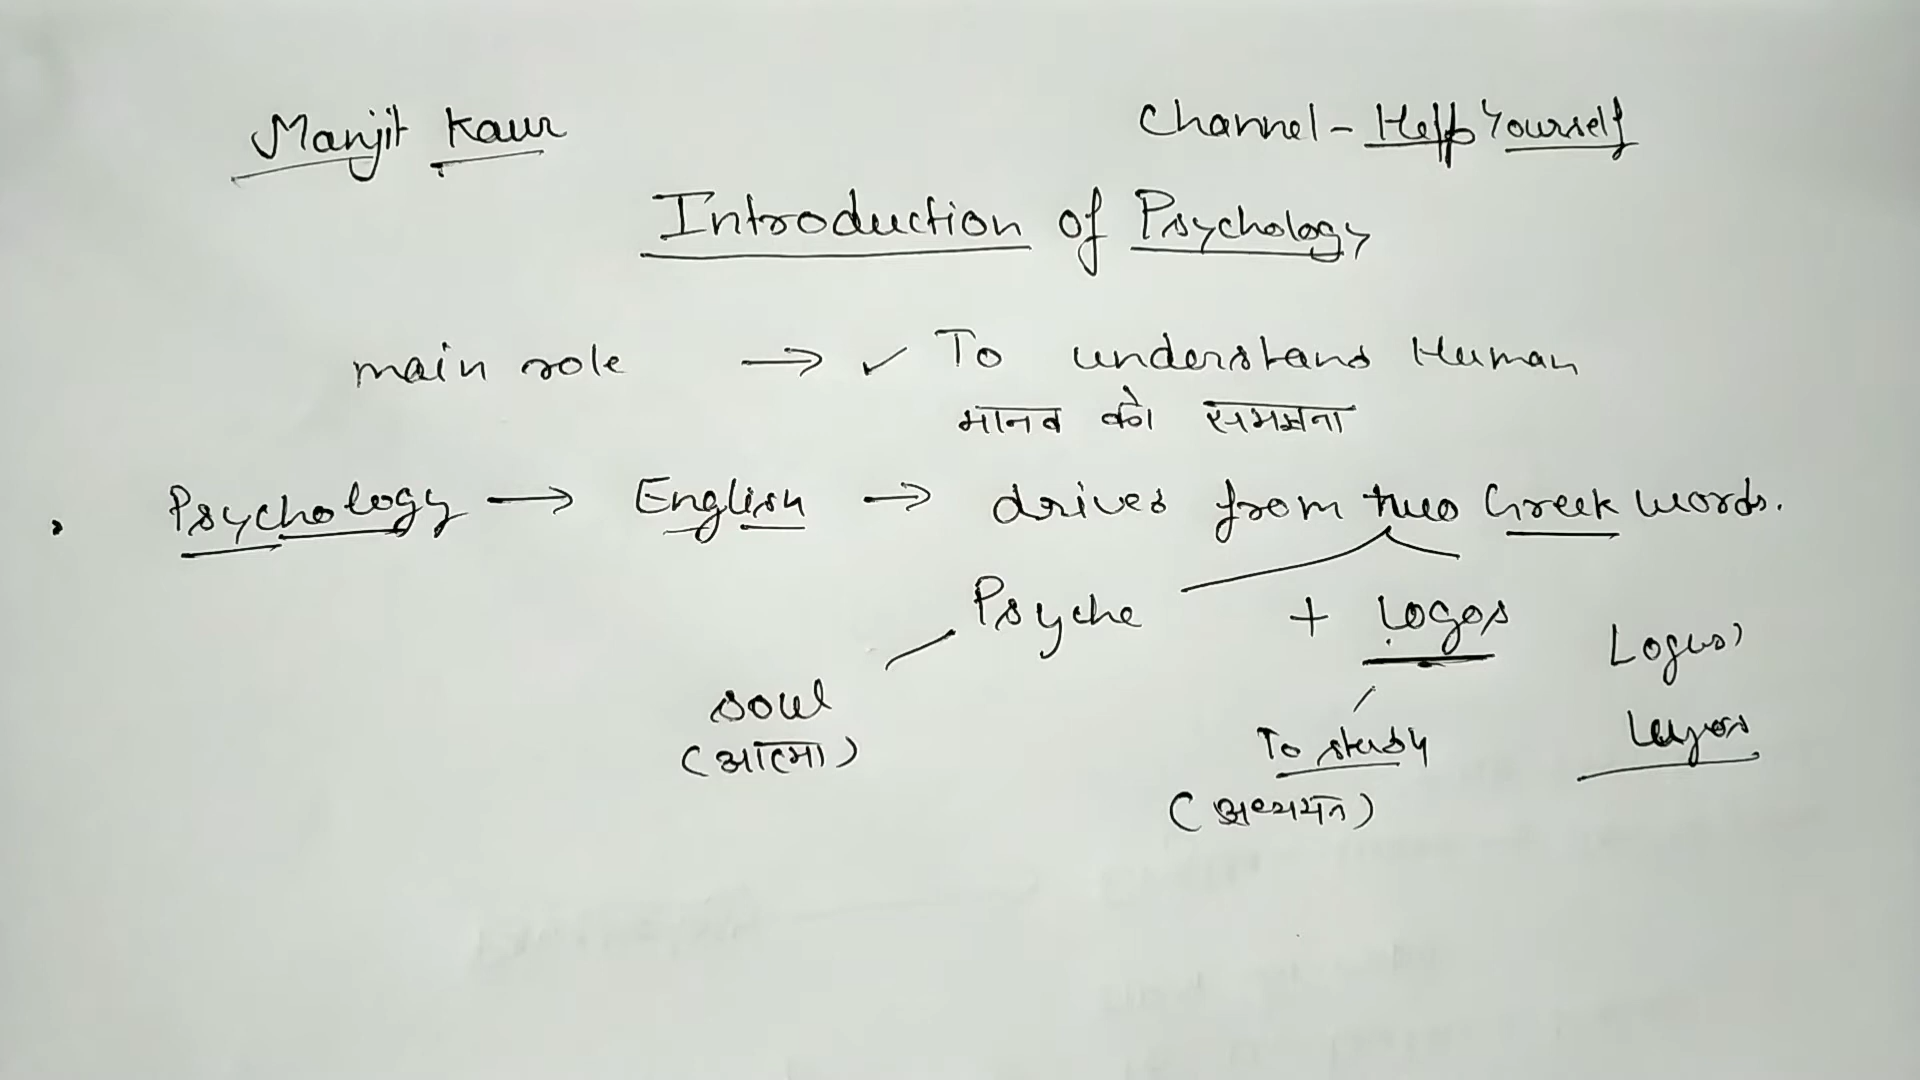 Manjit Kaur
Channel - Help Yourself
Introduction of Psychology
main role → ✓ To understand Human
मानव को समझना
Psychology → English → drives from two Greek words.
Psyche + Logos
Logus,
soul
To study
(आत्मा)
(अध्ययन)